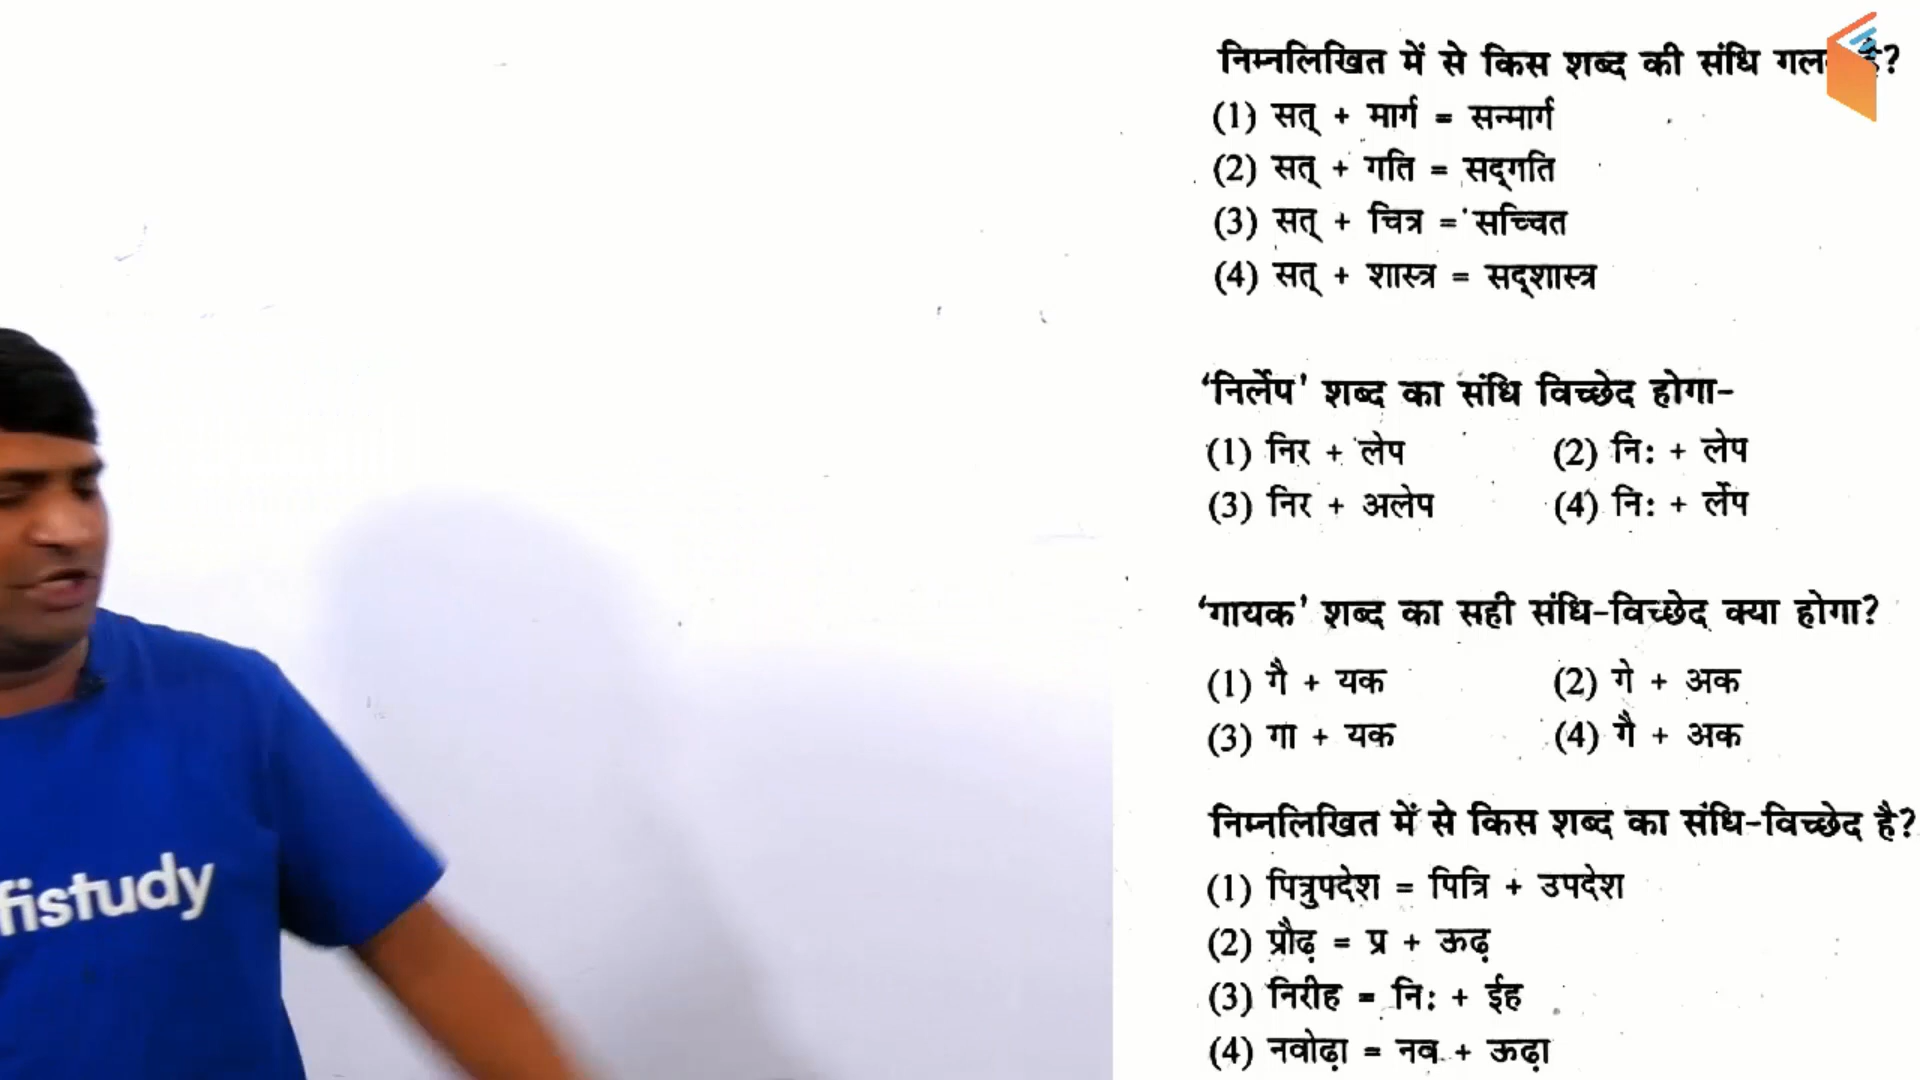 fistudy
निम्नलिखित में से किस शब्द की संधि है?
(1) सत् + मार्ग = सन्मार्ग
(2) सत् + गति = सद्‌गति
(3) सत् + चित्र = सच्चित
(4) सत् + शास्त्र = सद्‌शास्त्र
‘निर्लेप’ शब्द का संधि विच्छेद होगा-
(1) निर + लेप (2) निः + लेप
(3) निर + अलेप (4) निः + र्लेप
‘गायक’ शब्द का सही संधि-विच्छेद क्या होगा?
(1) गै + यक (2) गे + अक
(3) गा + यक (4) गै + अक
निम्नलिखित में से किस शब्द का संधि-विच्छेद है?
(1) पित्रुपदेश = पित्रि + उपदेश
(2) प्रौढ़ = प्र + ऊढ़
(3) निरीह = निः + ईह
(4) नवोढ़ा = नव + ऊढ़ा